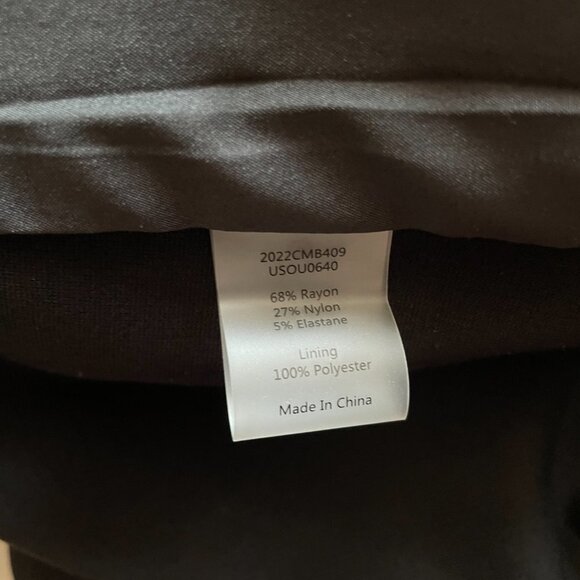 2022CMB409
USOU0640
68% Rayon
27% Nylon
5% Elastane
Lining
100% Polyester
Made In China